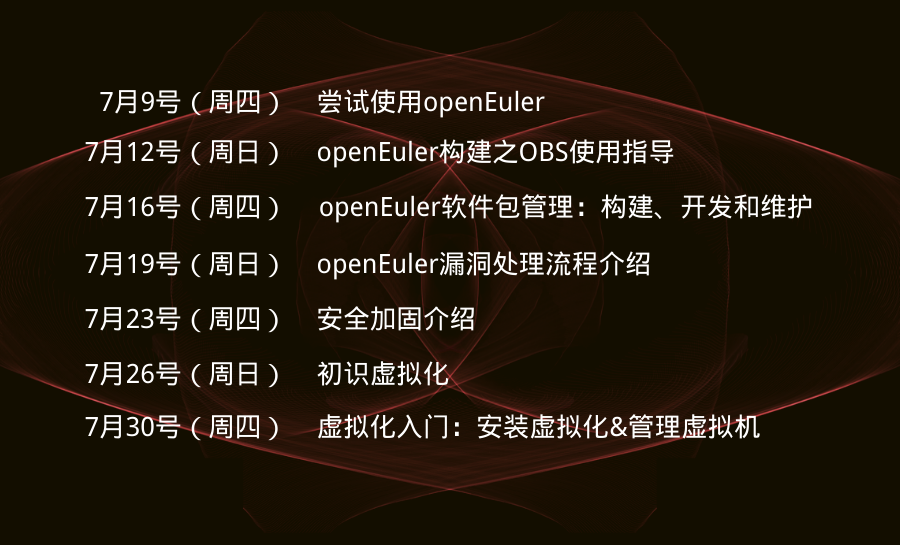 7月9号（周四） 尝试使用openEuler
7月12号（周日） openEuler构建之OBS使用指导
7月16号（周四） openEuler软件包管理：构建、开发和维护
7月19号（周日） openEuler漏洞处理流程介绍
7月23号（周四） 安全加固介绍
7月26号（周日） 初识虚拟化
7月30号（周四） 虚拟化入门：安装虚拟化&管理虚拟机